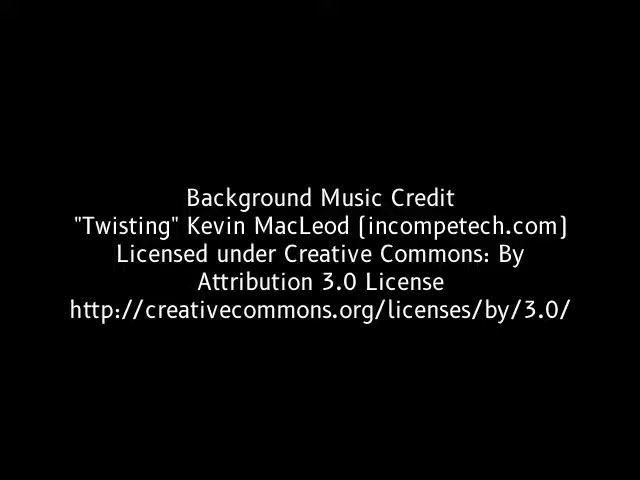 Background Music Credit
"Twisting" Kevin MacLeod (incompetech.com)
Licensed under Creative Commons: By
Attribution 3.0 License
http://creativecommons.org/licenses/by/3.0/